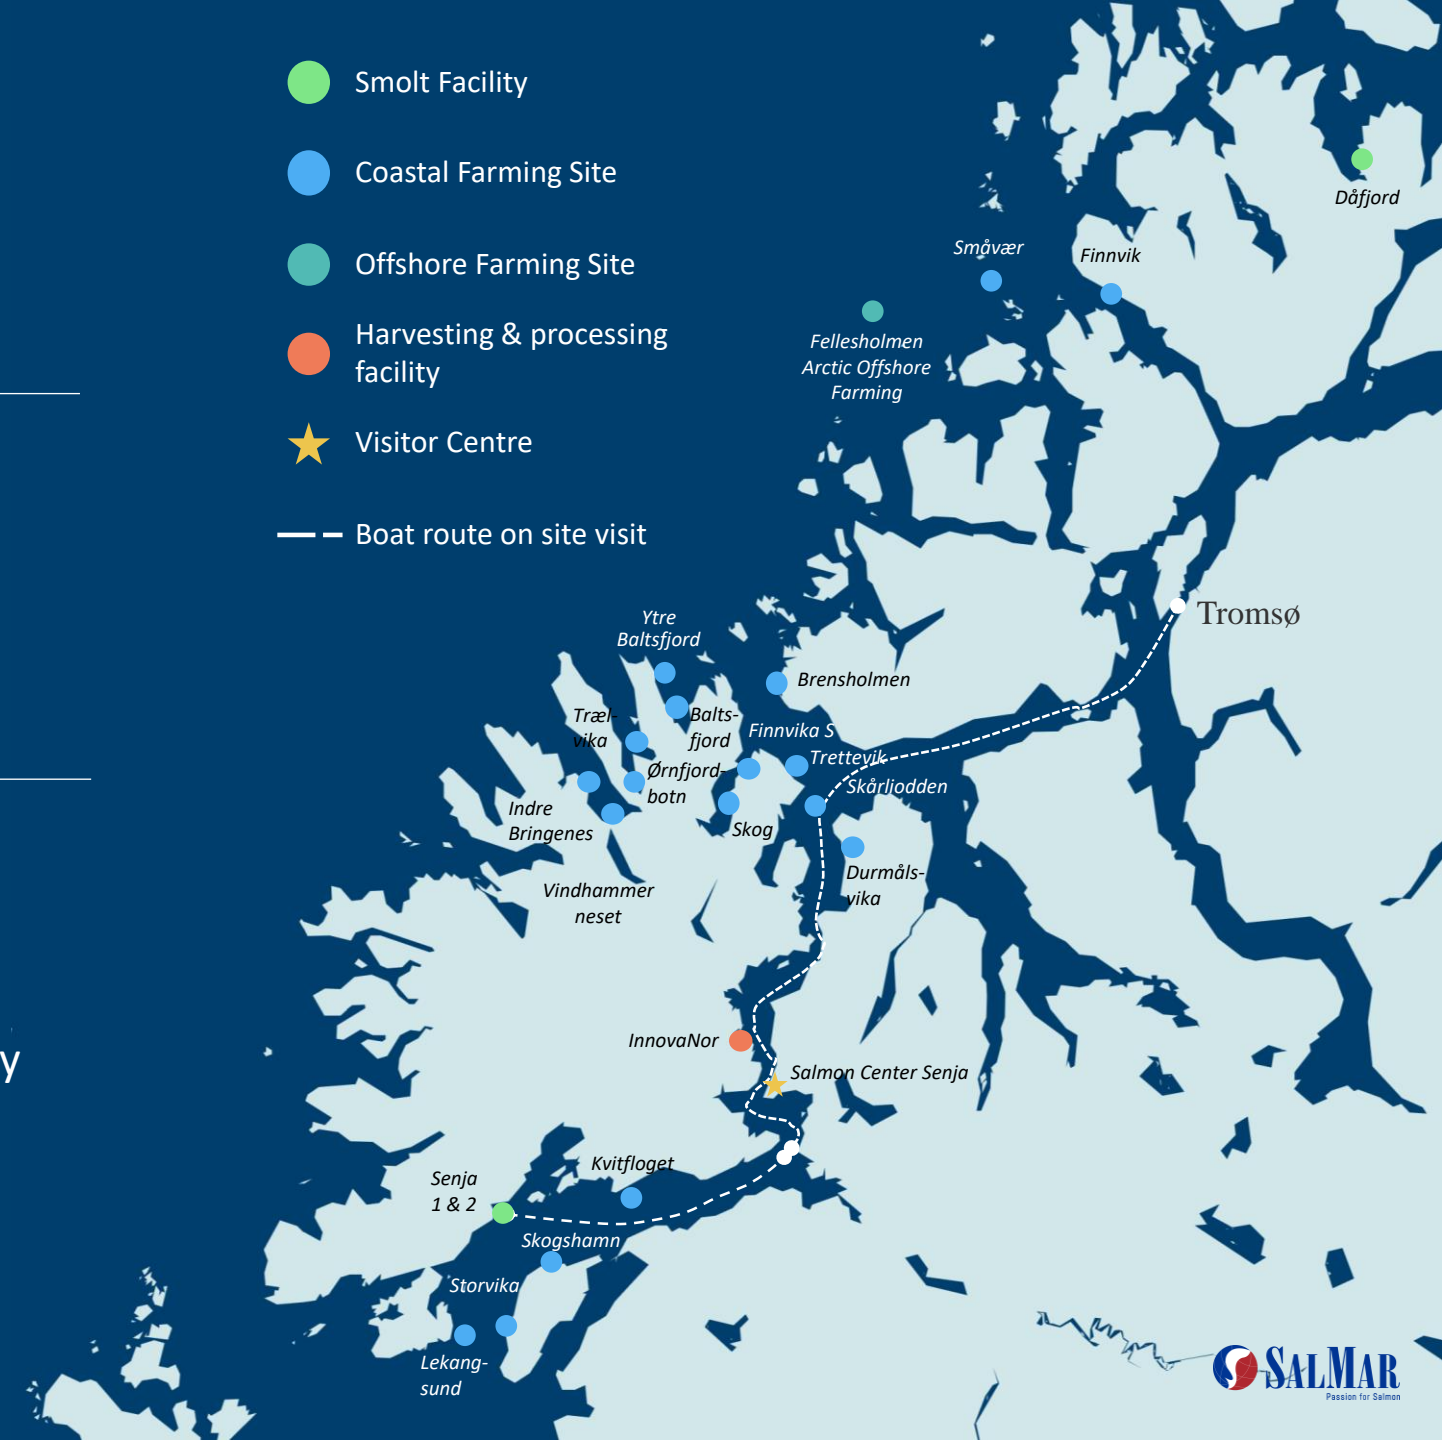 Smolt Facility
Coastal Farming Site
Offshore Farming Site
Harvesting & processing
facility
Visitor Centre
Boat route on site visit
y
Dåfjord
Småvær
Finnvik
Fellesholmen
Arctic Offshore
Farming
Tromsø
Ytre
Baltsfjord
Brensholmen
Træl-
vika
Balts-
fjord
Finnvika S
Trettevik
Ørnfjord-
botn
Skårliodden
Indre
Bringenes
Skog
Durmåls-
vika
Vindhammer
neset
InnovaNor
Salmon Center Senja
Kvitfloget
Senja
1 & 2
Skogshamn
Storvika
Lekang-
sund
SALMAR
Passion for Salmon